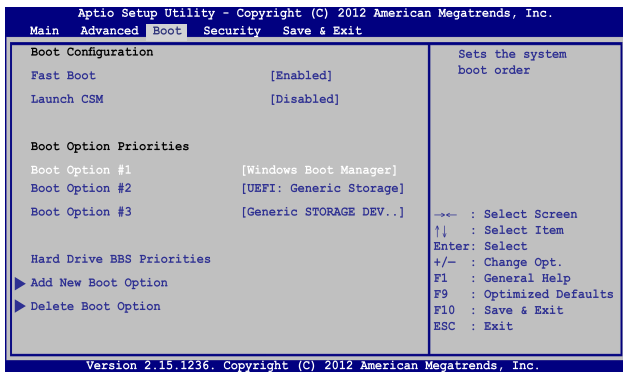 Aptio Setup Utility - Copyright (C) 2012 American Megatrends, Inc.
Main Advanced Boot Security Save & Exit
Boot Configuration
Fast Boot [Enabled]
Launch CSM [Disabled]
Boot Option Priorities
Boot Option #1 [Windows Boot Manager]
Boot Option #2 [UEFI: Generic Storage]
Boot Option #3 [Generic STORAGE DEV..]
Hard Drive BBS Priorities
Add New Boot Option
Delete Boot Option
Sets the system
boot order
→← : Select Screen
↑↓ : Select Item
Enter: Select
+/— : Change Opt.
F1 : General Help
F9 : Optimized Defaults
F10 : Save & Exit
ESC : Exit
Version 2.15.1236. Copyright (C) 2012 American Megatrends, Inc.